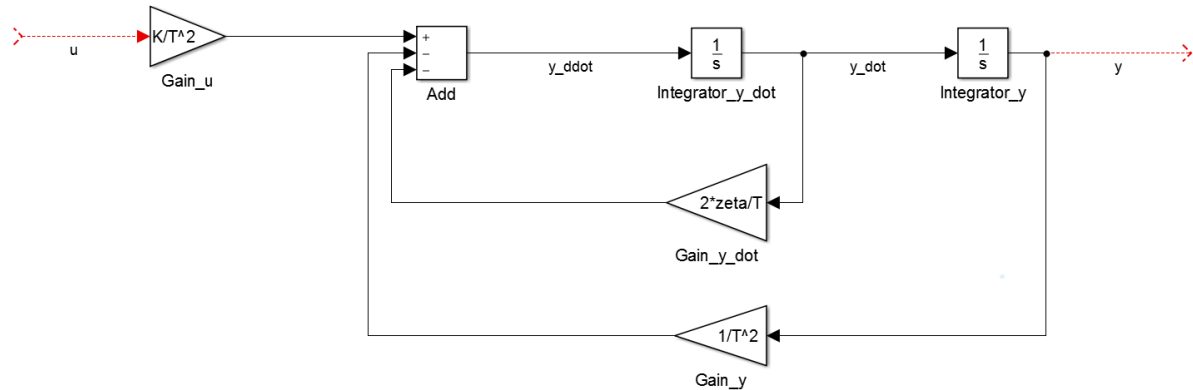 u
K/T^2
Gain_u
+
−
−
Add
y_ddot
1
s
Integrator_y_dot
y_dot
1
s
Integrator_y
y
2*zeta/T
Gain_y_dot
1/T^2
Gain_y